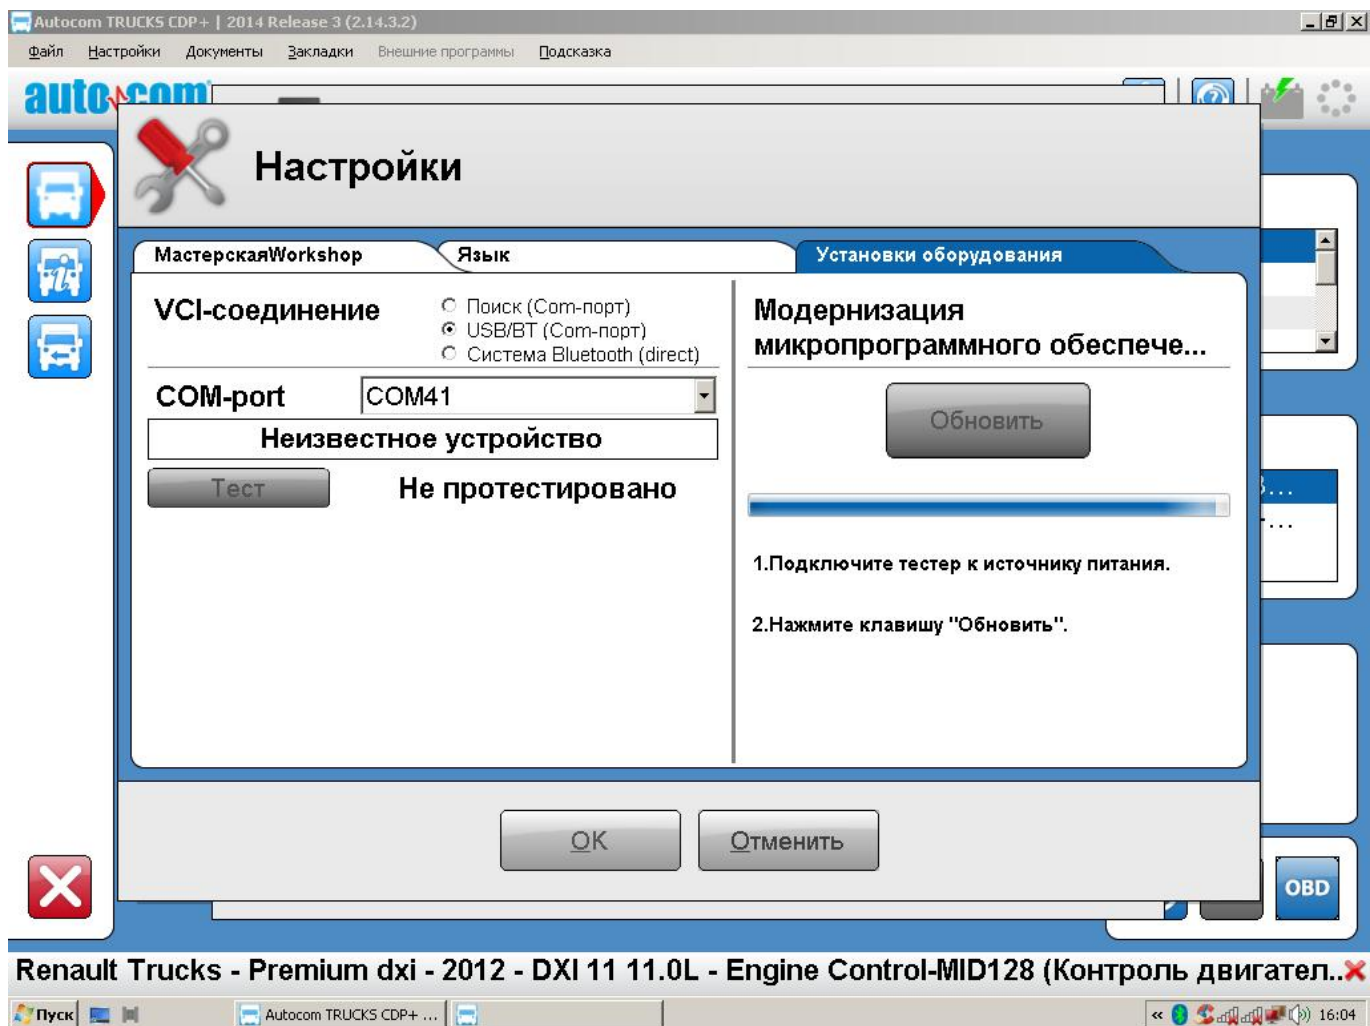 Autocom TRUCKS CDP+ | 2014 Release 3 (2.14.3.2)
Файл Настройки Документы Закладки Внешние программы Подсказка
autocom
Настройки
МастерскаяWorkshop Язык Установки оборудования
VCI-соединение
Поиск (Com-порт)
USB/BT (Com-порт)
Система Bluetooth (direct)
COM-port COM41
Неизвестное устройство
Тест Не протестировано
Модернизация
микропрограммного обеспече...
Обновить
1.Подключите тестер к источнику питания.
2.Нажмите клавишу "Обновить".
OK Отменить
OBD
Renault Trucks - Premium dxi - 2012 - DXI 11 11.0L - Engine Control-MID128 (Контроль двигател..
Пуск Autocom TRUCKS CDP+ ... « 16:04